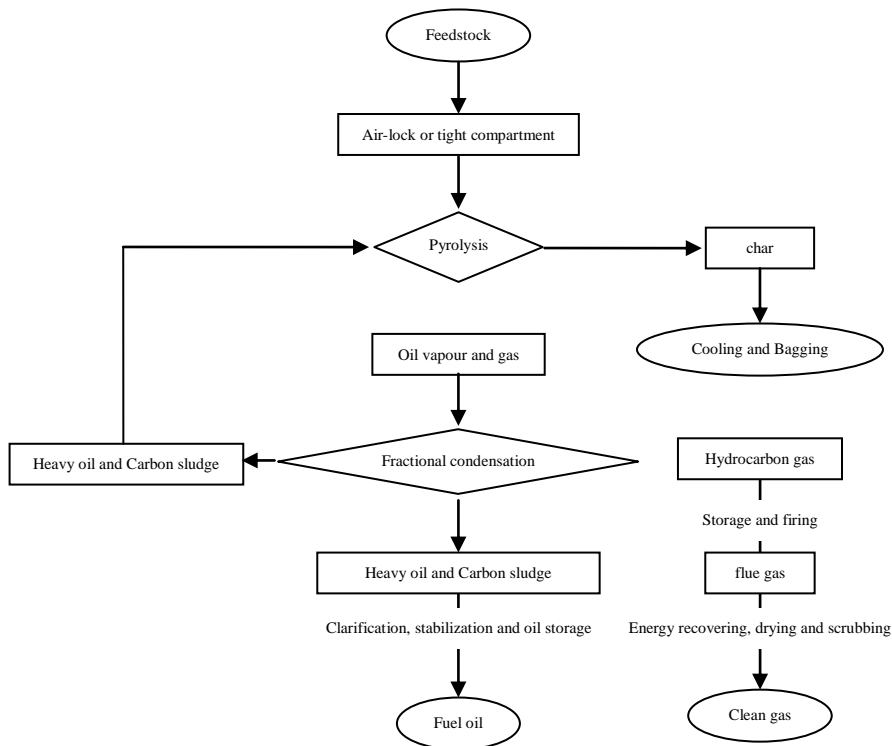 Feedstock
Air-lock or tight compartment
Pyrolysis
char
Oil vapour and gas
Cooling and Bagging
Heavy oil and Carbon sludge
Fractional condensation
Hydrocarbon gas
Storage and firing
Heavy oil and Carbon sludge
flue gas
Clarification, stabilization and oil storage
Energy recovering, drying and scrubbing
Fuel oil
Clean gas